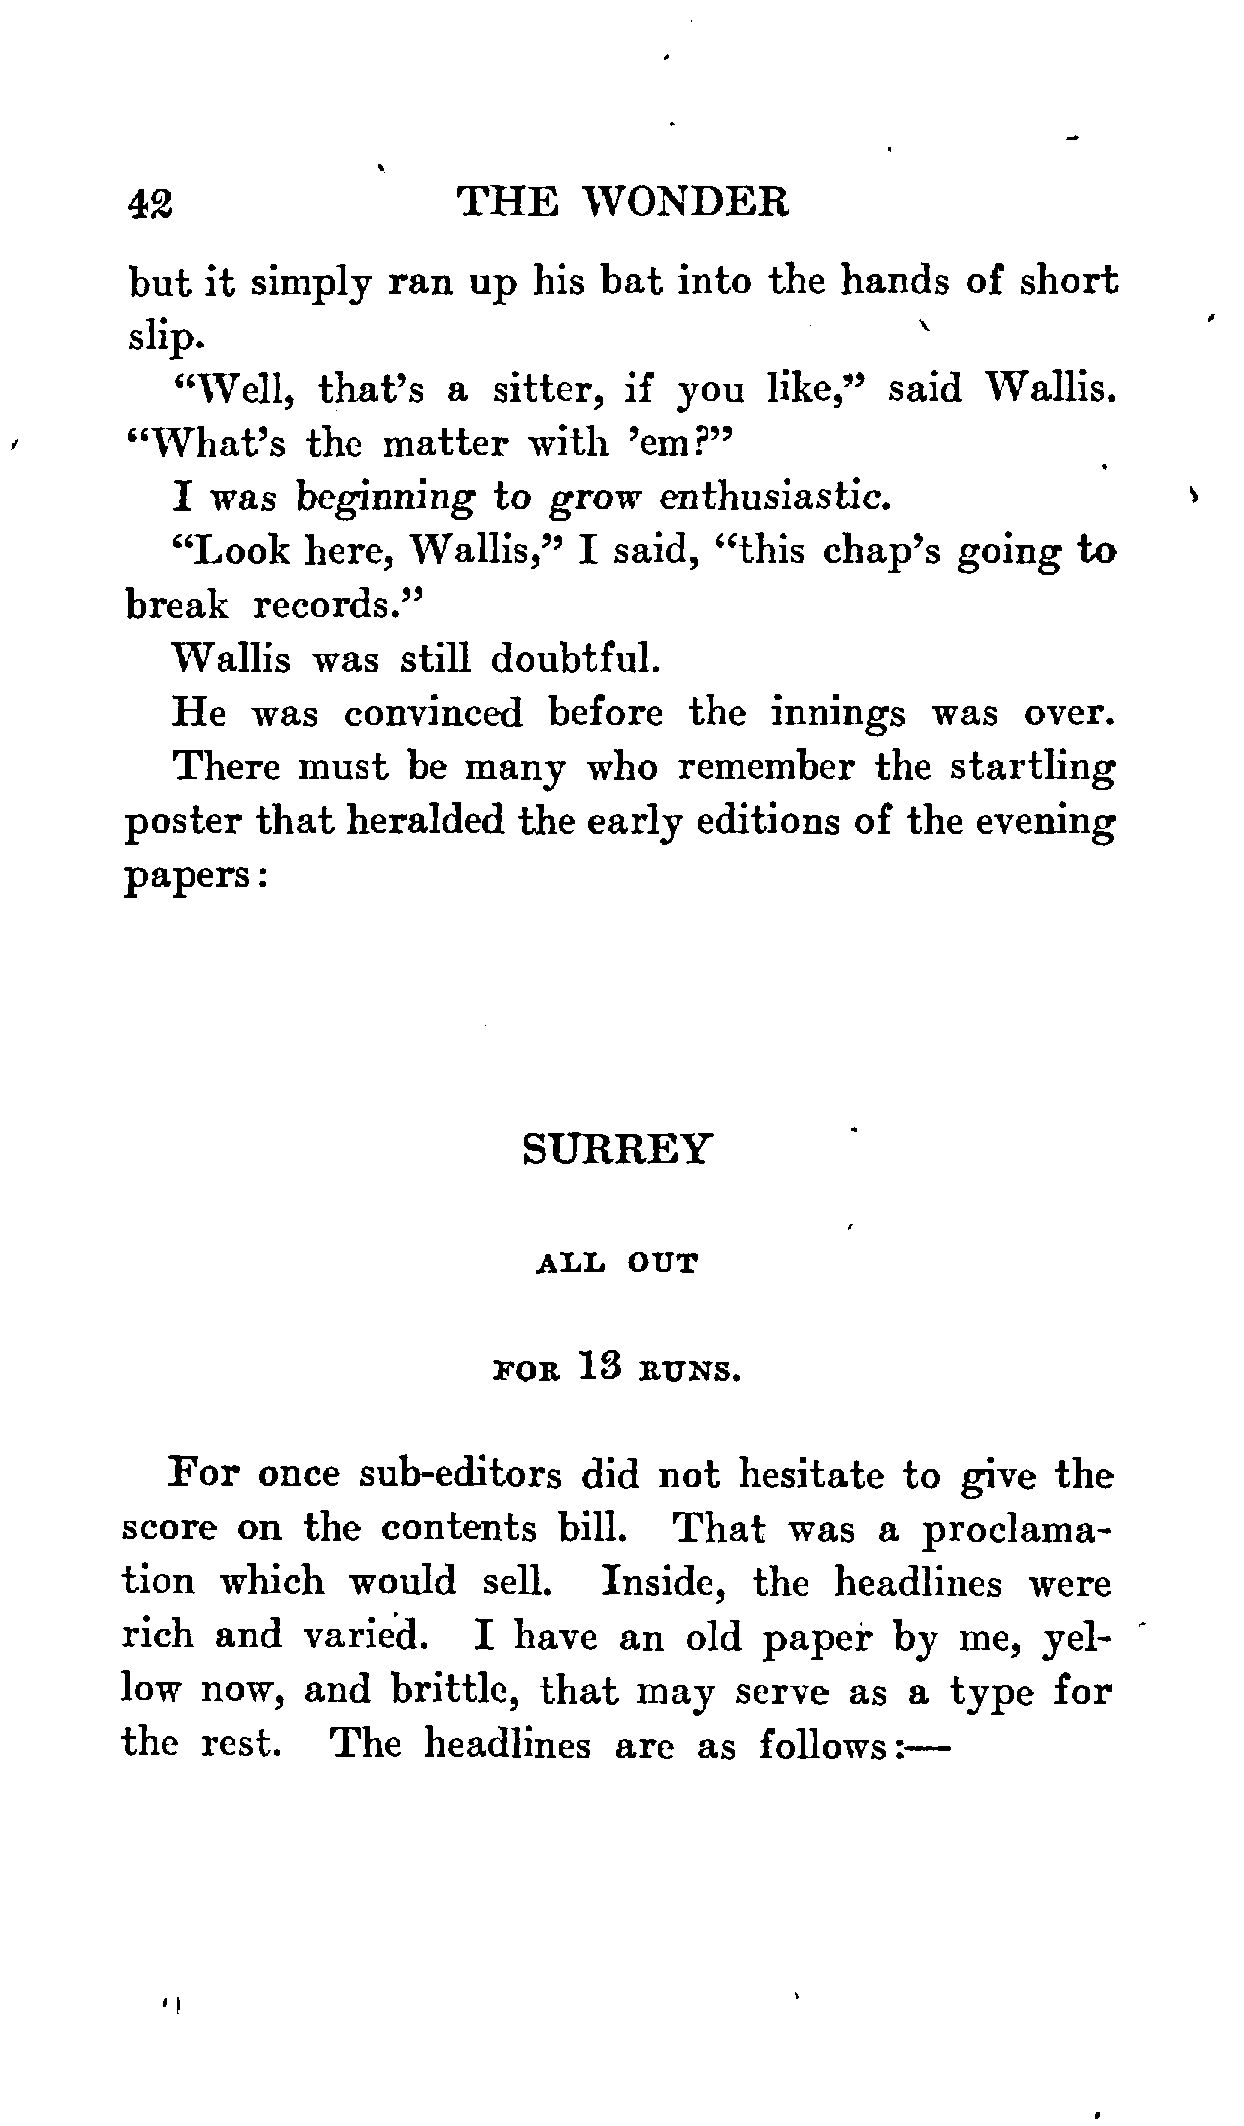 42 THE WONDER
but it simply ran up his bat into the hands of short
slip.
“Well, that’s a sitter, if you like,” said Wallis.
“What’s the matter with ’em?”
I was beginning to grow enthusiastic.
“Look here, Wallis,” I said, “this chap’s going to
break records.”
Wallis was still doubtful.
He was convinced before the innings was over.
There must be many who remember the startling
poster that heralded the early editions of the evening
papers:
SURREY
ALL OUT
FOR 13 RUNS.
For once sub-editors did not hesitate to give the
score on the contents bill. That was a proclama-
tion which would sell. Inside, the headlines were
rich and varied. I have an old paper by me, yel-
low now, and brittle, that may serve as a type for
the rest. The headlines are as follows:—